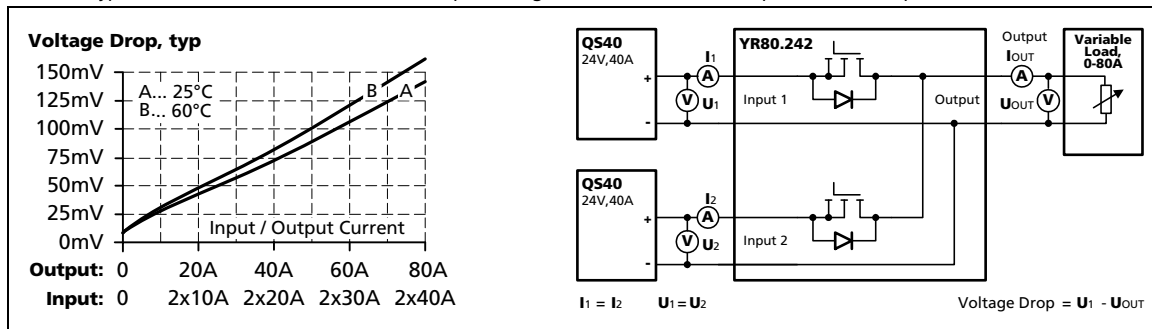 Voltage Drop, typ
150mV
125mV
100mV
75mV
50mV
25mV
0mV
A... 25°C
B... 60°C
B
A
Input / Output Current
Output: 0 20A 40A 60A 80A
Input: 0 2x10A 2x20A 2x30A 2x40A
QS40
24V,40A
+
-
I1
A
V
U1
YR80.242
Input 1
Output
Output
IOUT
A
UOUT
V
Variable
Load,
0-80A
QS40
24V,40A
+
-
I2
A
V
U2
Input 2
I1 = I2 U1 = U2
Voltage Drop = U1 - UOUT